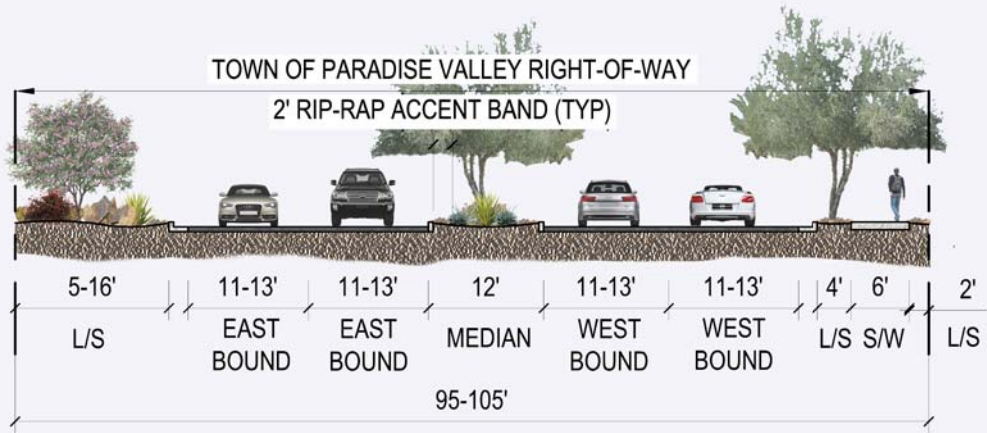 TOWN OF PARADISE VALLEY RIGHT-OF-WAY
2' RIP-RAP ACCENT BAND (TYP)
5-16' 11-13' 11-13' 12' 11-13' 11-13' 4' 6' 2'
L/S EAST BOUND EAST BOUND MEDIAN WEST BOUND WEST BOUND L/S S/W L/S
95-105'